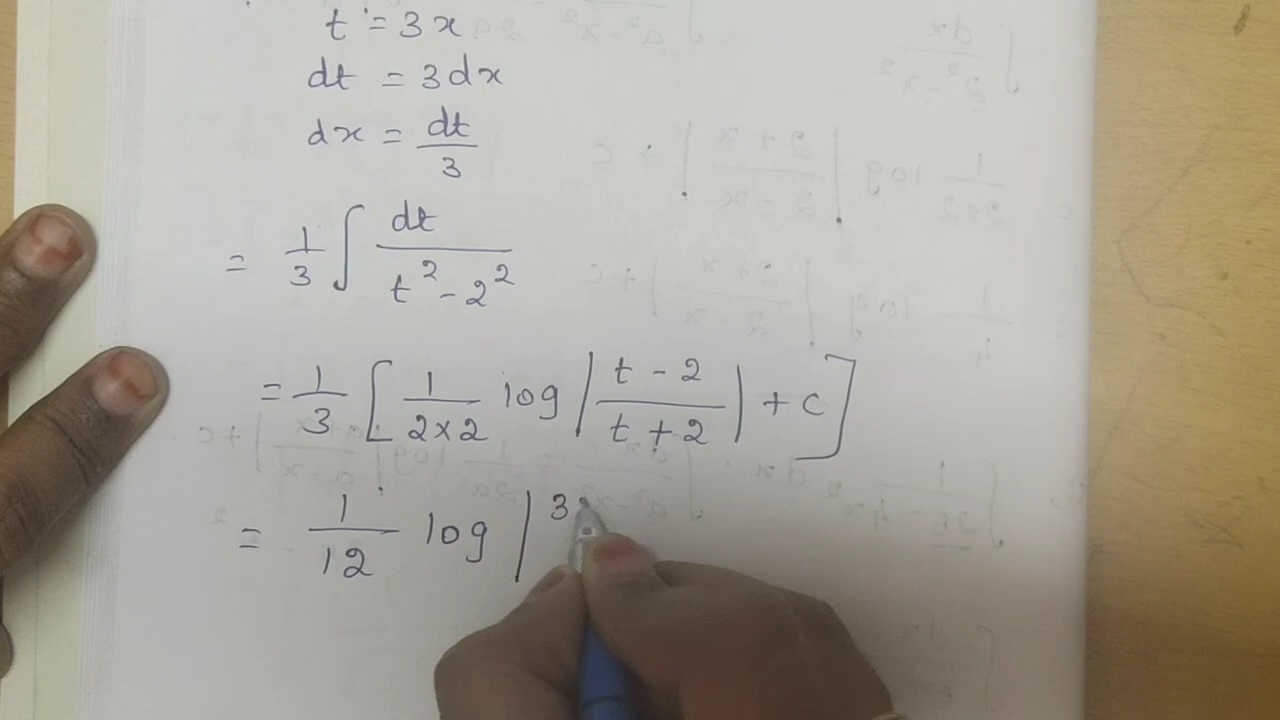 t = 3x
dt = 3dx
dx = dt/3
= 1/3 ∫ dt/(t² - 2²)
= 1/3 [ 1/(2×2) log | (t - 2)/(t + 2) | + c ]
= 1/12 log | 3